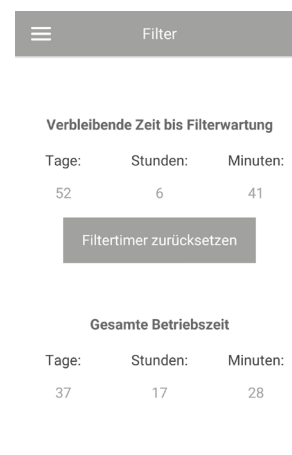 Filter
Verbleibende Zeit bis Filterwartung
Tage: Stunden: Minuten:
52 6 41
Filtertimer zurücksetzen
Gesamte Betriebszeit
Tage: Stunden: Minuten:
37 17 28